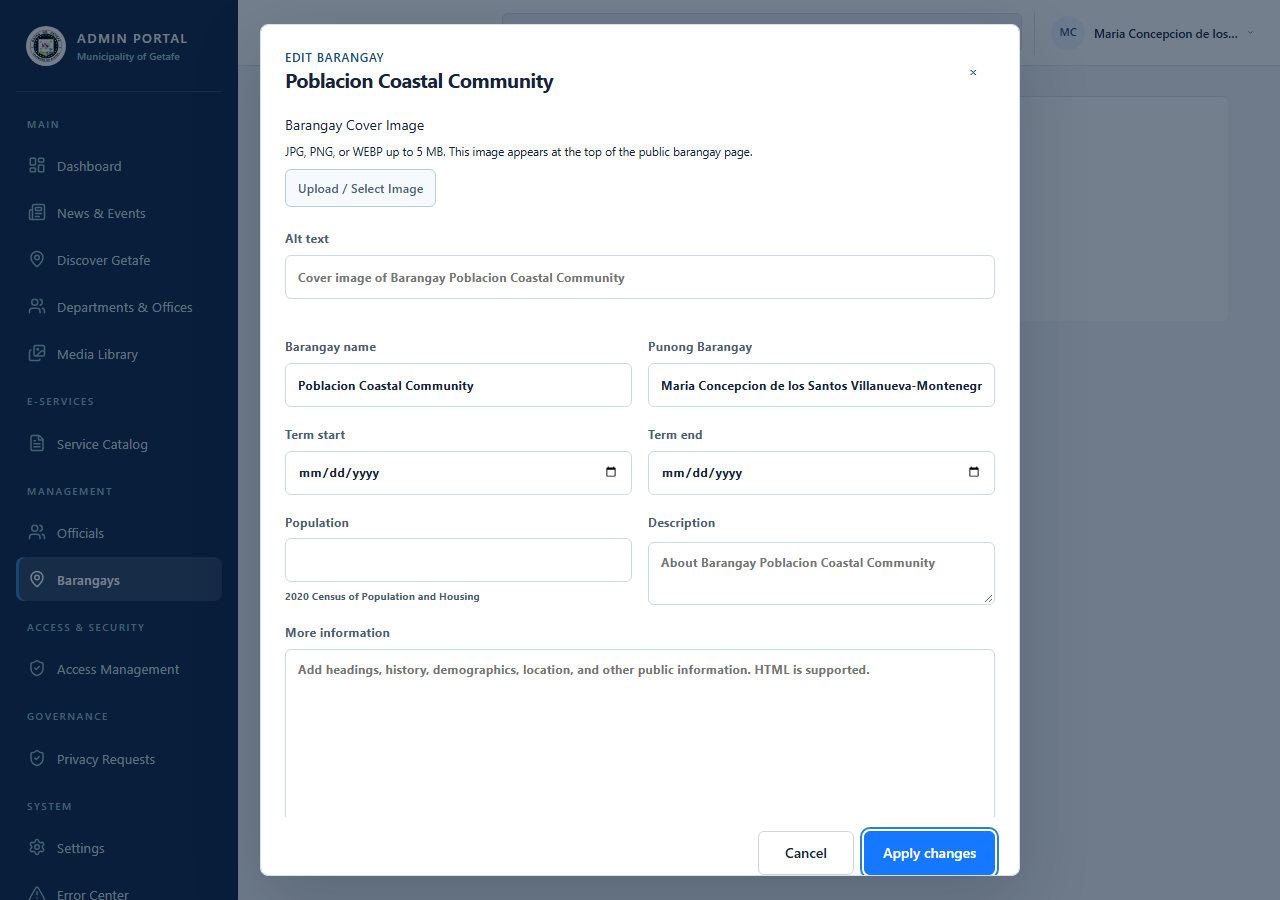 ADMIN PORTAL
Municipality of Getafe
MAIN
Dashboard
News & Events
Discover Getafe
Departments & Offices
Media Library
E-SERVICES
Service Catalog
MANAGEMENT
Officials
Barangays
ACCESS & SECURITY
Access Management
GOVERNANCE
Privacy Requests
SYSTEM
Settings
Error Center
MC
Maria Concepcion de los...
EDIT BARANGAY
Poblacion Coastal Community
×
Barangay Cover Image
JPG, PNG, or WEBP up to 5 MB. This image appears at the top of the public barangay page.
Upload / Select Image
Alt text
Cover image of Barangay Poblacion Coastal Community
Barangay name
Punong Barangay
Poblacion Coastal Community
Maria Concepcion de los Santos Villanueva-Montenegr
Term start
Term end
mm/dd/yyyy
mm/dd/yyyy
Population
Description
About Barangay Poblacion Coastal Community
2020 Census of Population and Housing
More information
Add headings, history, demographics, location, and other public information. HTML is supported.
Cancel
Apply changes